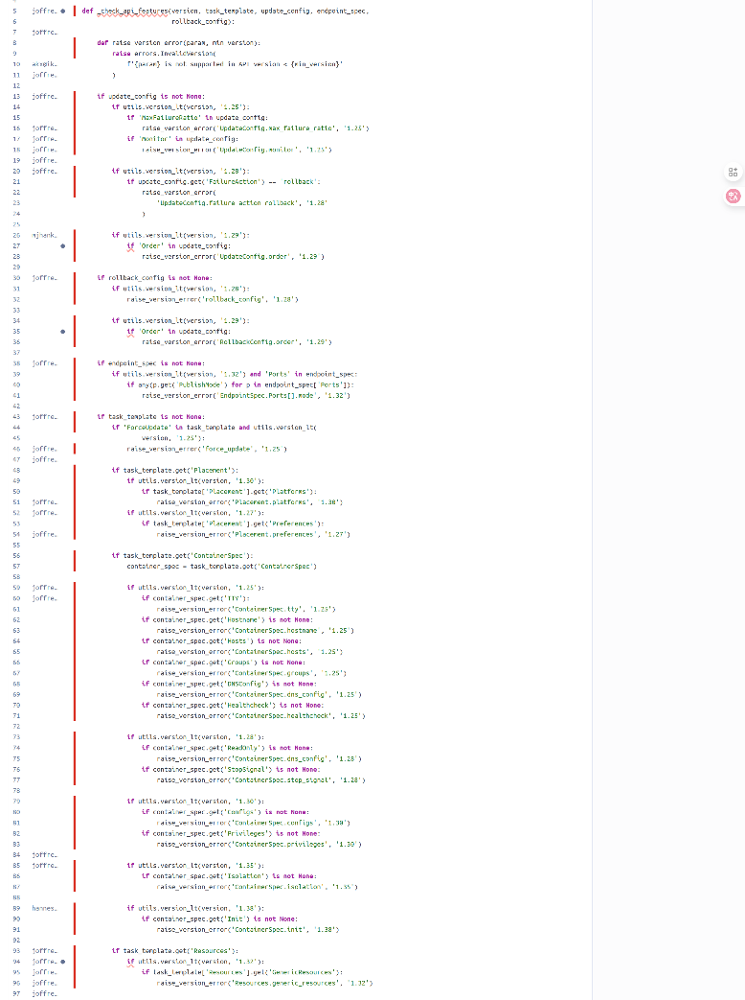 5 joffre… def _check_api_features(version, task_template, update_config, endpoint_spec,
6 rollback_config):
7 joffre…
8 def raise_version_error(param, min_version):
9 raise errors.InvalidVersion(
10 akx@ik… f'{param} is not supported in API version < {min_version}'
11 joffre… )
12
13 joffre… if update_config is not None:
14 if utils.version_lt(version, '1.25'):
15 if 'MaxFailureRatio' in update_config:
16 joffre… raise_version_error('UpdateConfig.max_failure_ratio', '1.25')
17 joffre… if 'Monitor' in update_config:
18 joffre… raise_version_error('UpdateConfig.monitor', '1.25')
19 joffre…
20 joffre… if utils.version_lt(version, '1.28'):
21 if update_config.get('FailureAction') == 'rollback':
22 raise_version_error(
23 'UpdateConfig.failure_action rollback', '1.28'
24 )
25
26 mjhank… if utils.version_lt(version, '1.29'):
27 if 'Order' in update_config:
28 raise_version_error('UpdateConfig.order', '1.29')
29
30 joffre… if rollback_config is not None:
31 if utils.version_lt(version, '1.28'):
32 raise_version_error('rollback_config', '1.28')
33
34 if utils.version_lt(version, '1.29'):
35 if 'Order' in update_config:
36 raise_version_error('RollbackConfig.order', '1.29')
37
38 joffre… if endpoint_spec is not None:
39 if utils.version_lt(version, '1.32') and 'Ports' in endpoint_spec:
40 if any(p.get('PublishMode') for p in endpoint_spec['Ports']):
41 raise_version_error('EndpointSpec.Ports[].mode', '1.32')
42
43 joffre… if task_template is not None:
44 if 'ForceUpdate' in task_template and utils.version_lt(
45 version, '1.25'):
46 joffre… raise_version_error('force_update', '1.25')
47 joffre…
48 if task_template.get('Placement'):
49 if utils.version_lt(version, '1.30'):
50 if task_template['Placement'].get('Platforms'):
51 joffre… raise_version_error('Placement.platforms', '1.30')
52 joffre… if utils.version_lt(version, '1.27'):
53 if task_template['Placement'].get('Preferences'):
54 joffre… raise_version_error('Placement.preferences', '1.27')
55
56 if task_template.get('ContainerSpec'):
57 container_spec = task_template.get('ContainerSpec')
58
59 joffre… if utils.version_lt(version, '1.25'):
60 joffre… if container_spec.get('TTY'):
61 raise_version_error('ContainerSpec.tty', '1.25')
62 if container_spec.get('Hostname') is not None:
63 raise_version_error('ContainerSpec.hostname', '1.25')
64 if container_spec.get('Hosts') is not None:
65 raise_version_error('ContainerSpec.hosts', '1.25')
66 if container_spec.get('Groups') is not None:
67 raise_version_error('ContainerSpec.groups', '1.25')
68 if container_spec.get('DNSConfig') is not None:
69 raise_version_error('ContainerSpec.dns_config', '1.25')
70 if container_spec.get('Healthcheck') is not None:
71 raise_version_error('ContainerSpec.healthcheck', '1.25')
72
73 if utils.version_lt(version, '1.28'):
74 if container_spec.get('ReadOnly') is not None:
75 raise_version_error('ContainerSpec.dns_config', '1.28')
76 if container_spec.get('StopSignal') is not None:
77 raise_version_error('ContainerSpec.stop_signal', '1.28')
78
79 if utils.version_lt(version, '1.30'):
80 if container_spec.get('Configs') is not None:
81 raise_version_error('ContainerSpec.configs', '1.30')
82 if container_spec.get('Privileges') is not None:
83 raise_version_error('ContainerSpec.privileges', '1.30')
84 joffre…
85 joffre… if utils.version_lt(version, '1.35'):
86 if container_spec.get('Isolation') is not None:
87 raise_version_error('ContainerSpec.isolation', '1.35')
88
89 hannes… if utils.version_lt(version, '1.38'):
90 if container_spec.get('Init') is not None:
91 raise_version_error('ContainerSpec.init', '1.38')
92
93 joffre… if task_template.get('Resources'):
94 joffre… if utils.version_lt(version, '1.32'):
95 joffre… if task_template['Resources'].get('GenericResources'):
96 joffre… raise_version_error('Resources.generic_resources', '1.32')
97 joffre…